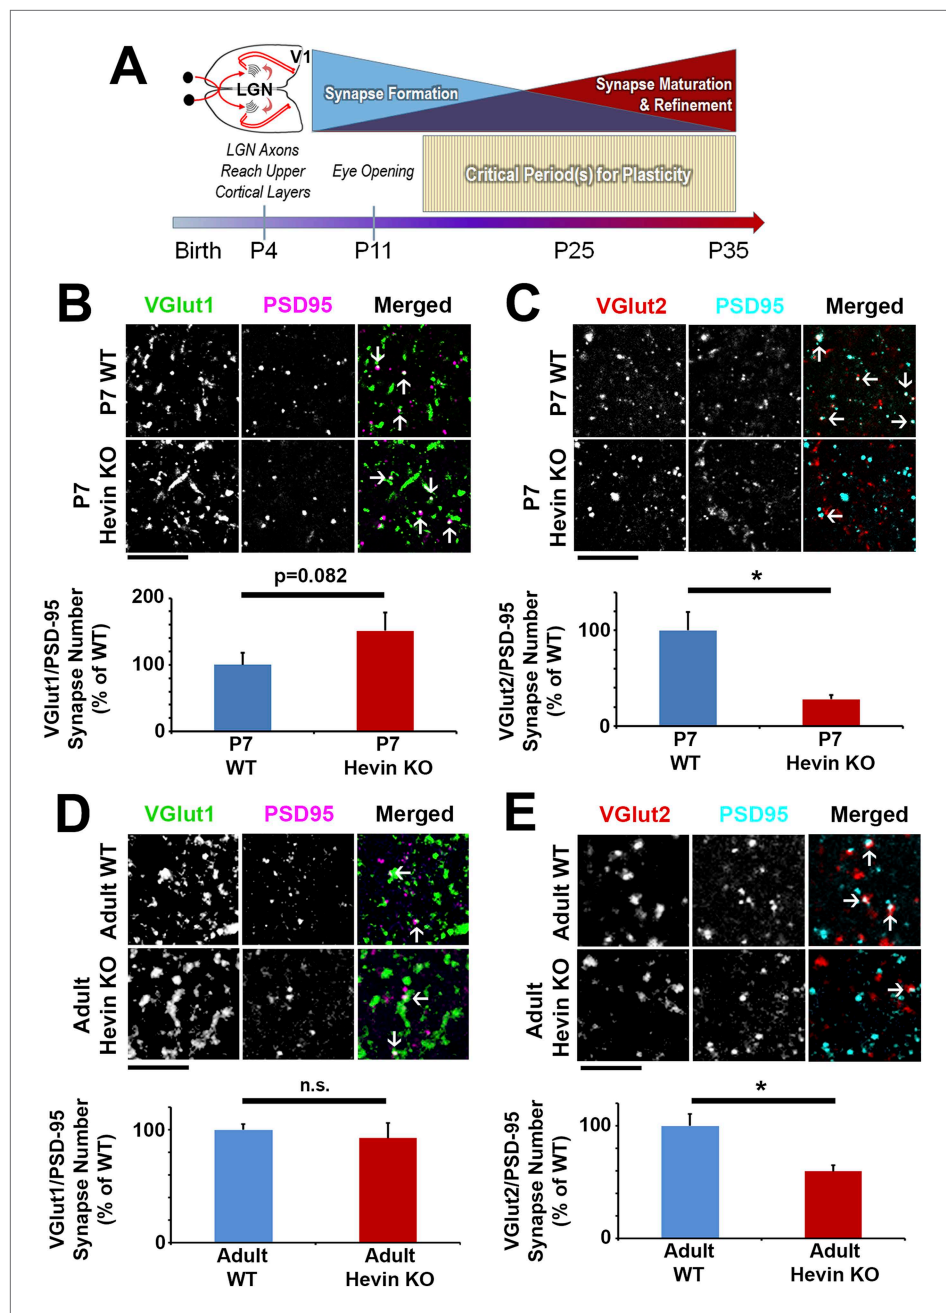 A
V1
LGN
Synapse Formation
Synapse Maturation
& Refinement
LGN Axons
Reach Upper
Cortical Layers
Eye Opening
Critical Period(s) for Plasticity
Birth P4 P11 P25 P35
B
VGlut1 PSD95 Merged
P7 WT
P7
Hevin KO
p=0.082
VGlut1/PSD-95
Synapse Number
(% of WT)
200
100
0
P7
WT
P7
Hevin KO
C
VGlut2 PSD95 Merged
P7 WT
P7
Hevin KO
*
VGlut2/PSD-95
Synapse Number
(% of WT)
100
0
P7
WT
P7
Hevin KO
D
VGlut1 PSD95 Merged
Adult WT
Adult
Hevin KO
n.s.
VGlut1/PSD-95
Synapse Number
(% of WT)
100
0
Adult
WT
Adult
Hevin KO
E
VGlut2 PSD95 Merged
Adult WT
Adult
Hevin KO
*
VGlut2/PSD-95
Synapse Number
(% of WT)
100
0
Adult
WT
Adult
Hevin KO